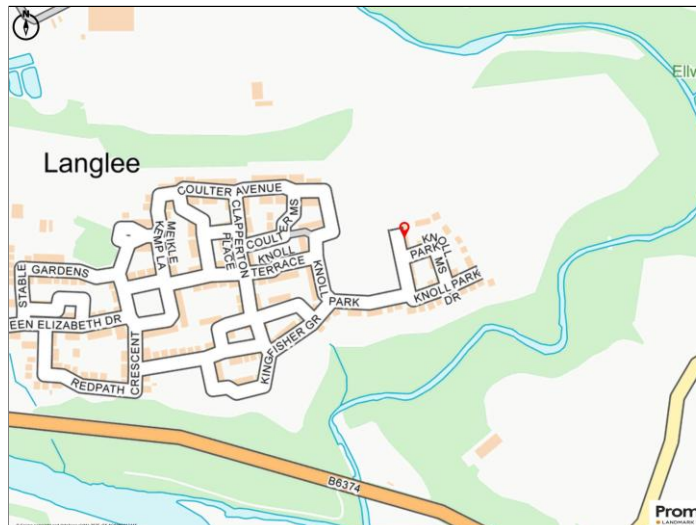 Ellw
Langlee
COULTER AVENUE
COULTER MS
CLAPPERTON PLACE
MEIKLE
KEMP LA
STABLE GARDENS
KNOLL TERRACE
KNOLL PARK
KNOLL PARK MS
KNOLL PARK DR
EEN ELIZABETH DR
KINGFISHER GR
REDPATH CRESCENT
B6374
Prom
LANDMARK